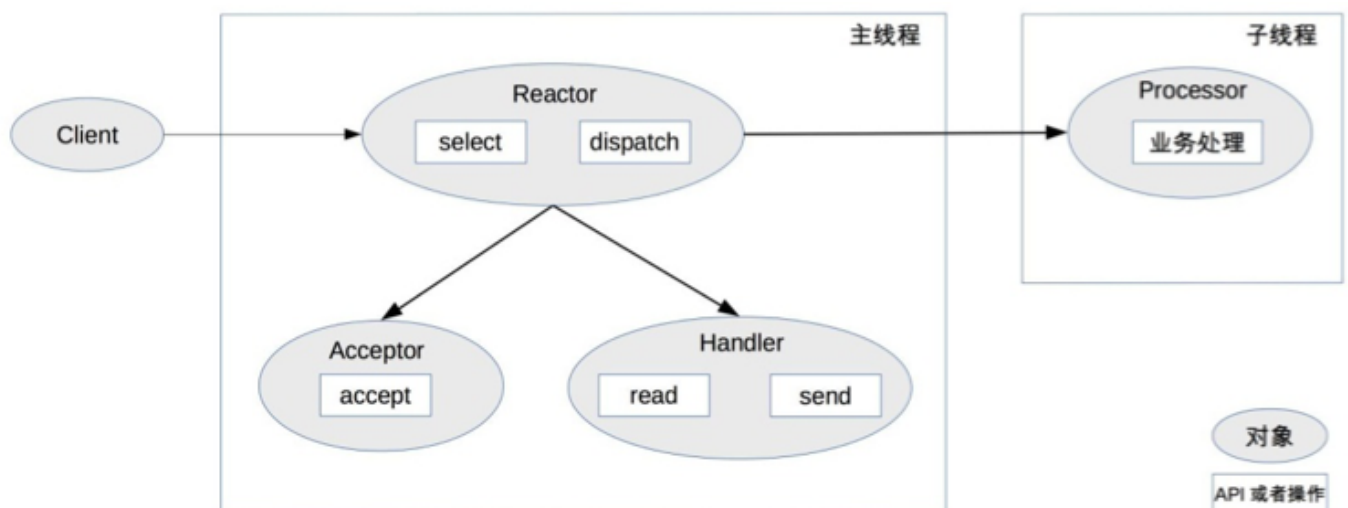 主线程
子线程
Reactor
Processor
Client
select
dispatch
业务处理
Acceptor
Handler
accept
read
send
对象
API 或者操作